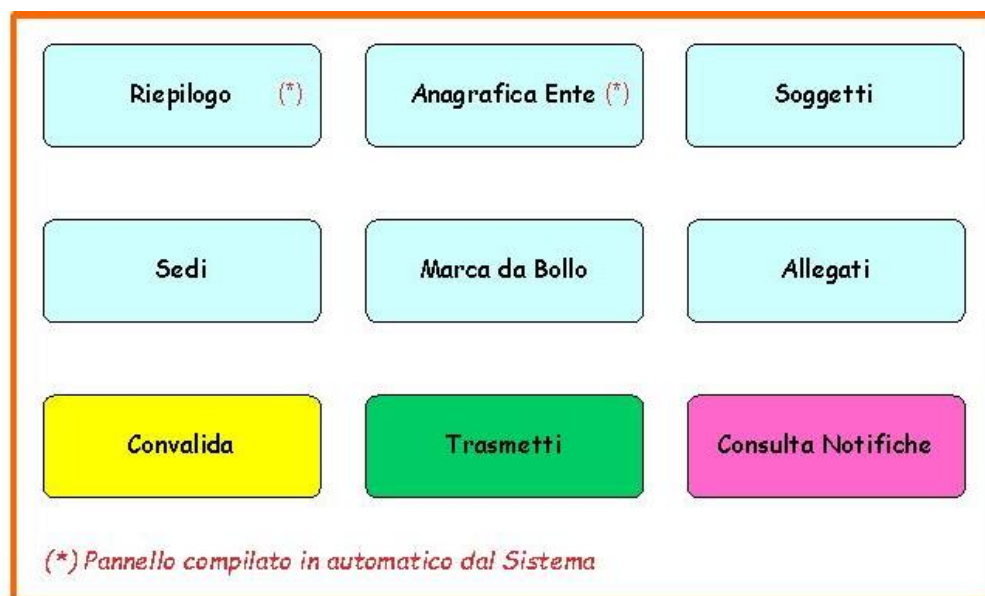 Riepilogo (*)
Anagrafica Ente (*)
Soggetti
Sedi
Marca da Bollo
Allegati
Convalida
Trasmetti
Consulta Notifiche
(*) Pannello compilato in automatico dal Sistema